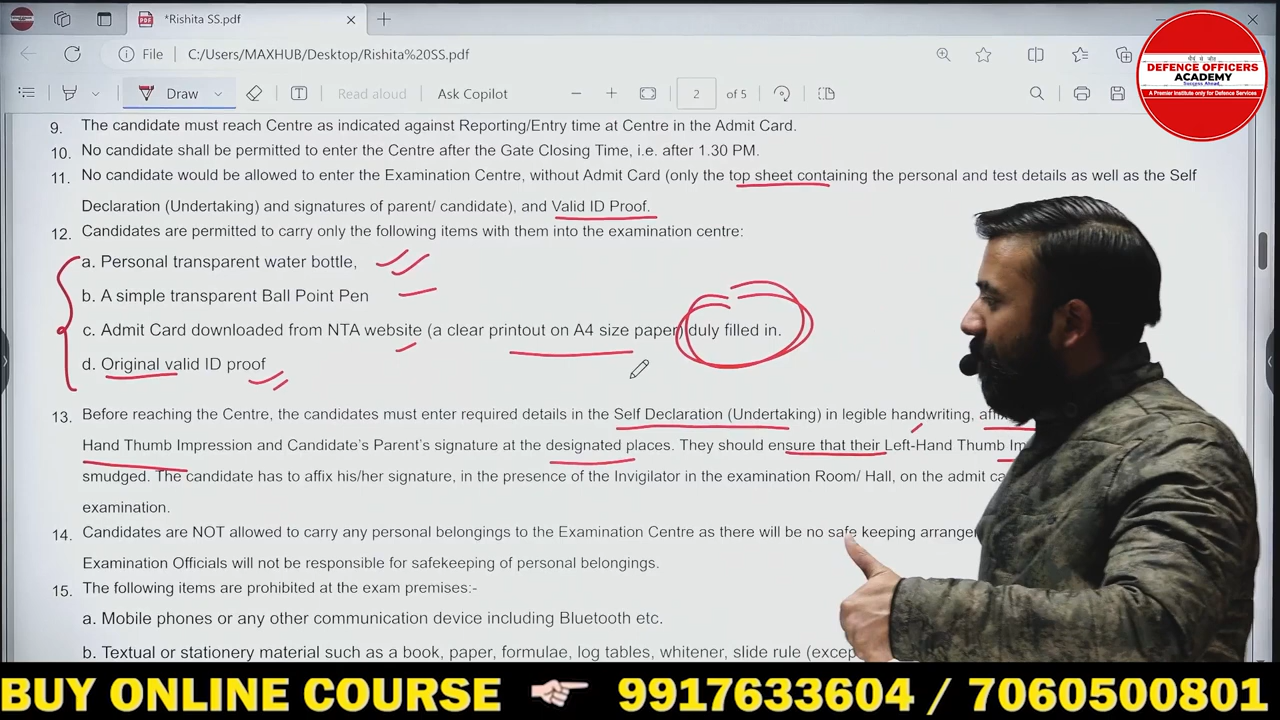 *Rishita SS.pdf
File C:/Users/MAXHUB/Desktop/Rishita%20SS.pdf
Draw Read aloud Ask Copilot 2 of 5
DEFENCE OFFICERS
ACADEMY
Success Ahead..
A Premier Institute only for Defence Services
9. The candidate must reach Centre as indicated against Reporting/Entry time at Centre in the Admit Card.
10. No candidate shall be permitted to enter the Centre after the Gate Closing Time, i.e. after 1.30 PM.
11. No candidate would be allowed to enter the Examination Centre, without Admit Card (only the top sheet containing the personal and test details as well as the Self
Declaration (Undertaking) and signatures of parent/ candidate), and Valid ID Proof.
12. Candidates are permitted to carry only the following items with them into the examination centre:
a. Personal transparent water bottle,
b. A simple transparent Ball Point Pen
c. Admit Card downloaded from NTA website (a clear printout on A4 size paper) duly filled in.
d. Original valid ID proof
13. Before reaching the Centre, the candidates must enter required details in the Self Declaration (Undertaking) in legible handwriting,
Hand Thumb Impression and Candidate's Parent's signature at the designated places. They should ensure that their Left-Hand Thumb
smudged. The candidate has to affix his/her signature, in the presence of the Invigilator in the examination Room/ Hall, on the admit
examination.
14. Candidates are NOT allowed to carry any personal belongings to the Examination Centre as there will be no safe keeping
Examination Officials will not be responsible for safekeeping of personal belongings.
15. The following items are prohibited at the exam premises:-
a. Mobile phones or any other communication device including Bluetooth etc.
b. Textual or stationery material such as a book, paper, formulae, log tables, whitener, slide rule
BUY ONLINE COURSE 9917633604 / 7060500801